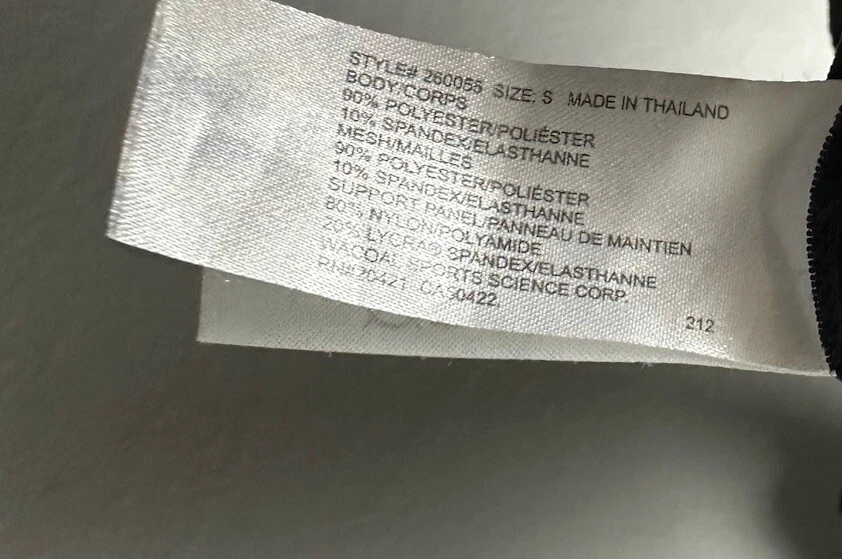 STYLE# 260055 SIZE: S MADE IN THAILAND
BODY/CORPS
90% POLYESTER/POLIÉSTER
10% SPANDEX/ELASTHANNE
MESH/MAILLES
90% POLYESTER/POLIÉSTER
10% SPANDEX/ELASTHANNE
SUPPORT PANEL/PANNEAU DE MAINTIEN
80% NYLON/POLYAMIDE
20% LYCRA® SPANDEX/ELASTHANNE
WACOAL SPORTS SCIENCE CORP.
RN#120421 CA30422
212